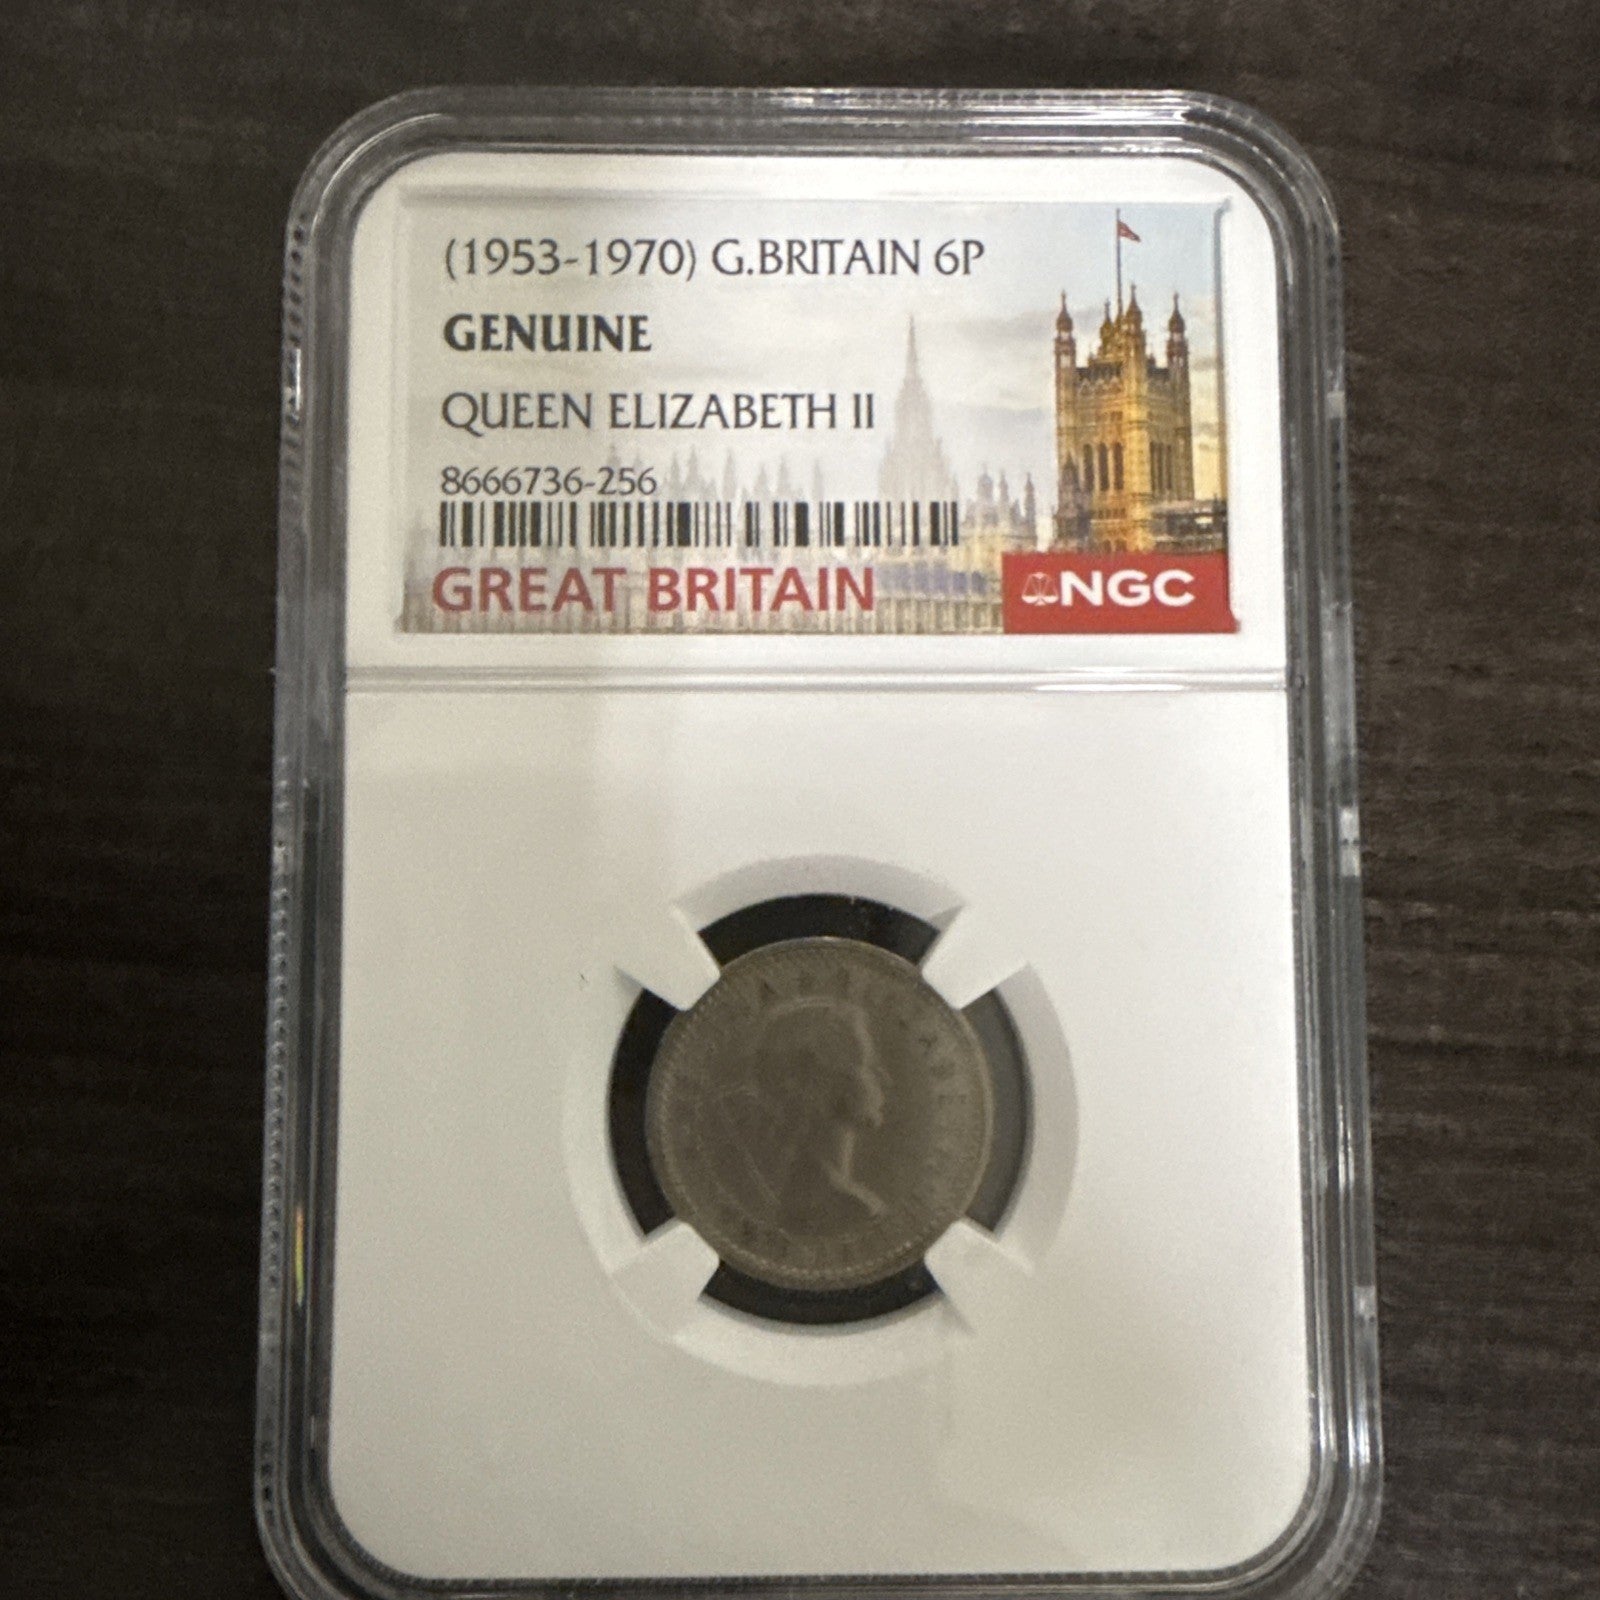 (1953-1970) G.BRITAIN 6P
GENUINE
QUEEN ELIZABETH II
8666736-256
GREAT BRITAIN
NGC